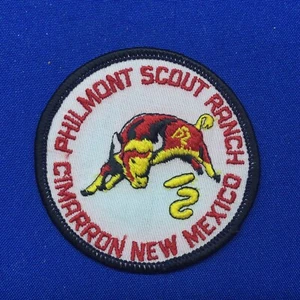 PHILMONT SCOUT RANCH
CIMARRON NEW MEXICO